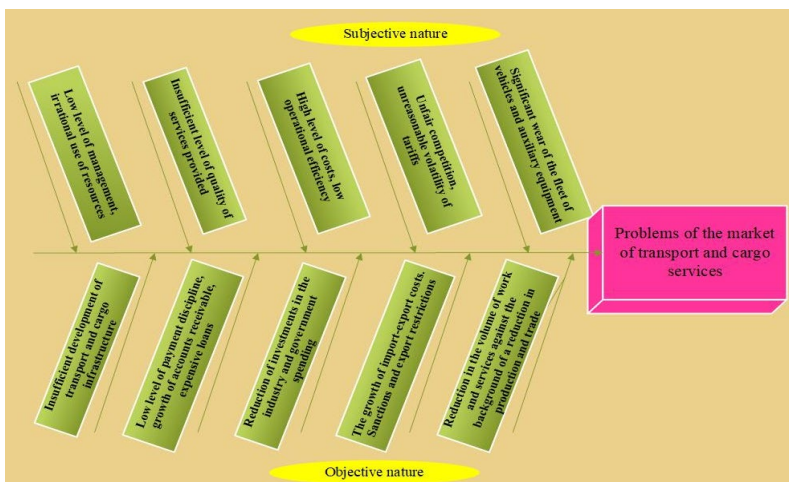 Subjective nature
Low level of management,
irrational use of resources
Insufficient level of quality of
services provided
High level of costs, low
operational efficiency
Unfair competition,
unreasonable volatility of
tariffs
Significant wear of the fleet of
vehicles and auxiliary equipment
Problems of the market
of transport and cargo
services
Insufficient development of
transport and cargo
infrastructure
Low level of payment discipline,
growth of accounts receivable,
expensive loans
Reduction of investments in the
industry and government
spending
The growth of import-export costs.
Sanctions and export restrictions
Reduction in the volume of work
and services against the
background of a reduction in
production and trade
Objective nature